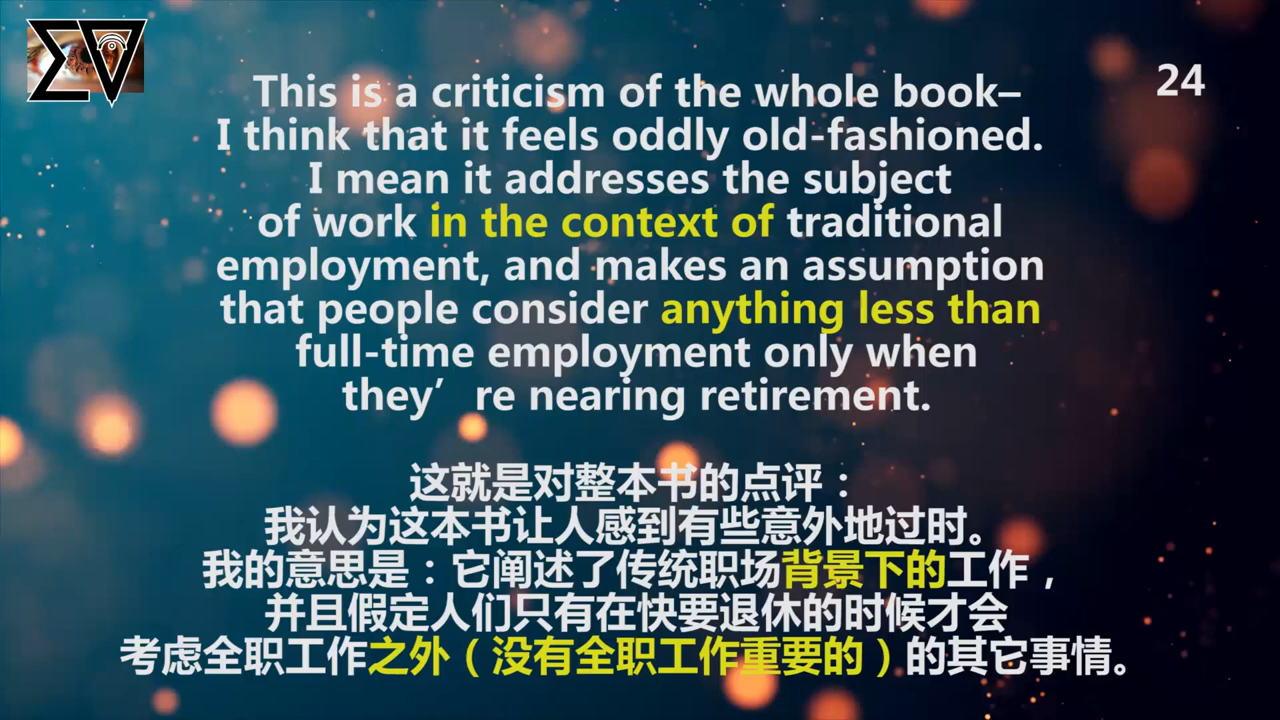 24
This is a criticism of the whole book–
I think that it feels oddly old-fashioned.
I mean it addresses the subject
of work in the context of traditional
employment, and makes an assumption
that people consider anything less than
full-time employment only when
they’re nearing retirement.
这就是对整本书的点评：
我认为这本书让人感到有些意外地过时。
我的意思是：它阐述了传统职场背景下的工作，
并且假定人们只有在快要退休的时候才会
考虑全职工作之外（没有全职工作重要的）的其它事情。